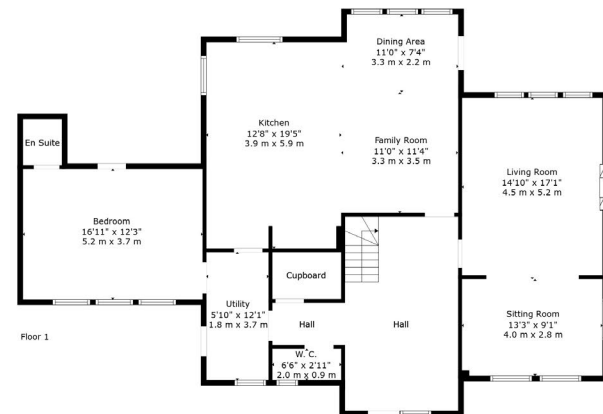 Dining Area
11'0" x 7'4"
3.3 m x 2.2 m
Kitchen
12'8" x 19'5"
3.9 m x 5.9 m
Family Room
11'0" x 11'4"
3.3 m x 3.5 m
En Suite
Living Room
14'10" x 17'1"
4.5 m x 5.2 m
Bedroom
16'11" x 12'3"
5.2 m x 3.7 m
Cupboard
Utility
5'10" x 12'1"
1.8 m x 3.7 m
Hall
Hall
Sitting Room
13'3" x 9'1"
4.0 m x 2.8 m
Floor 1
W. C.
6'6" x 2'11"
2.0 m x 0.9 m